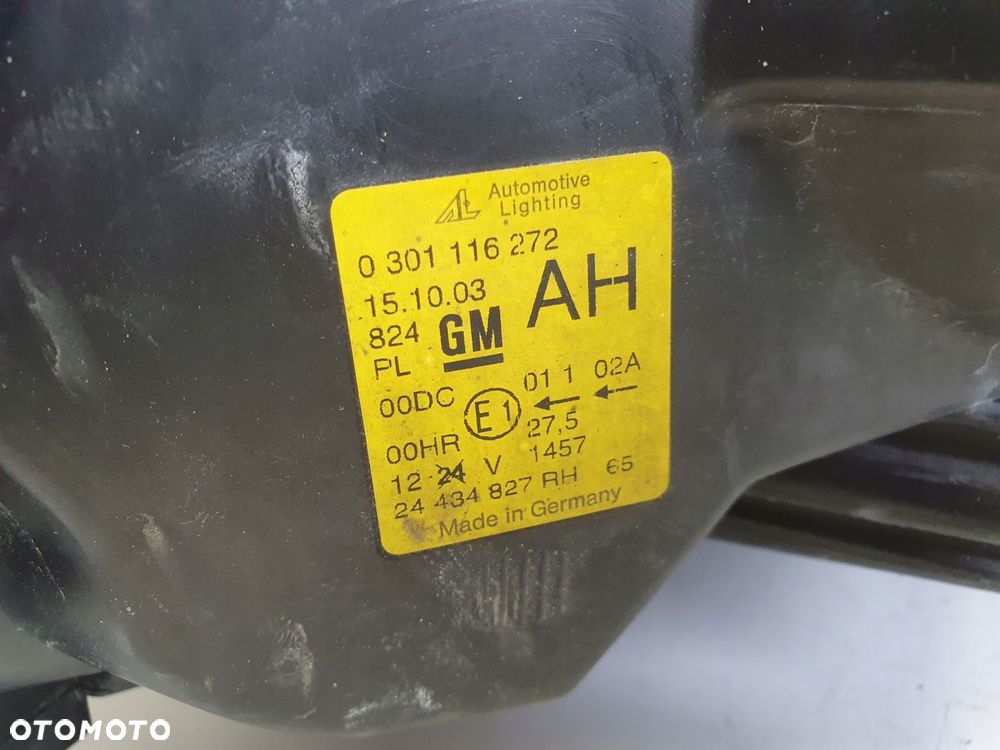 AL Automotive
Lighting
0 301 116 272
15.10.03 AH
824 GM
PL
00DC E1 01 1 02A
00HR 27,5
12 24 V 1457
24 434 827 RH 65
Made in Germany
OTOMOTO